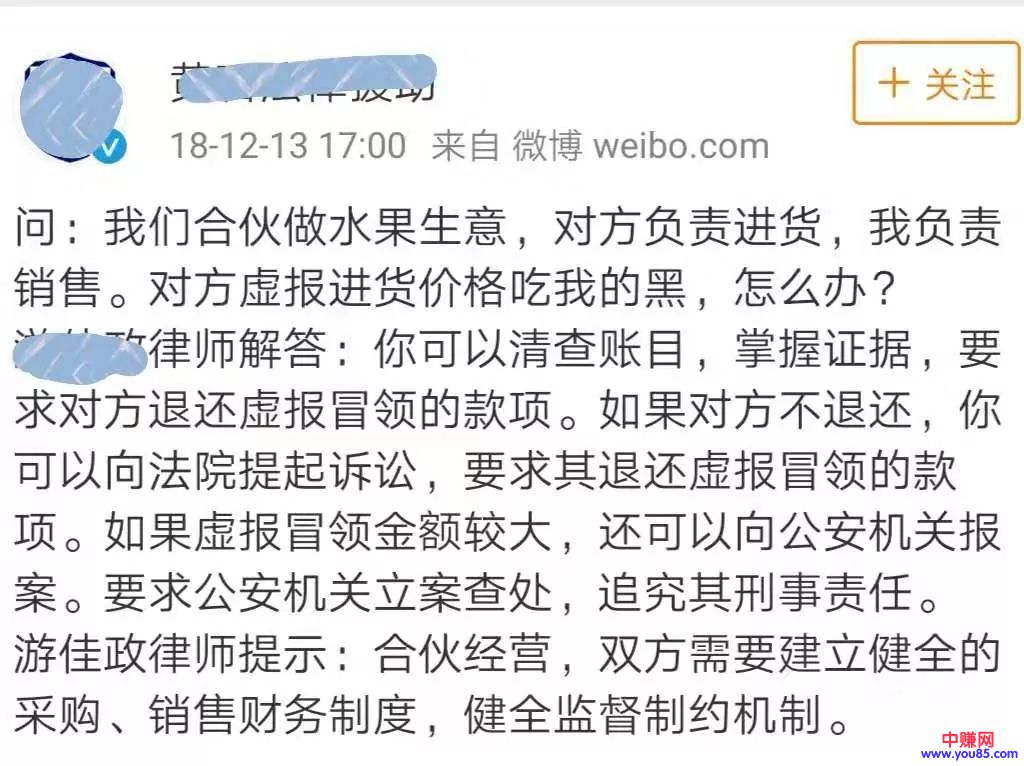 + 关注
18-12-13 17:00 来自 微博 weibo.com
问：我们合伙做水果生意，对方负责进货，我负责
销售。对方虚报进货价格吃我的黑，怎么办？
律师解答：你可以清查账目，掌握证据，要
求对方退还虚报冒领的款项。如果对方不退还，你
可以向法院提起诉讼，要求其退还虚报冒领的款
项。如果虚报冒领金额较大，还可以向公安机关报
案。要求公安机关立案查处，追究其刑事责任。
游佳政律师提示：合伙经营，双方需要建立健全的
采购、销售财务制度，健全监督制约机制。
中赚网
www.you85.com